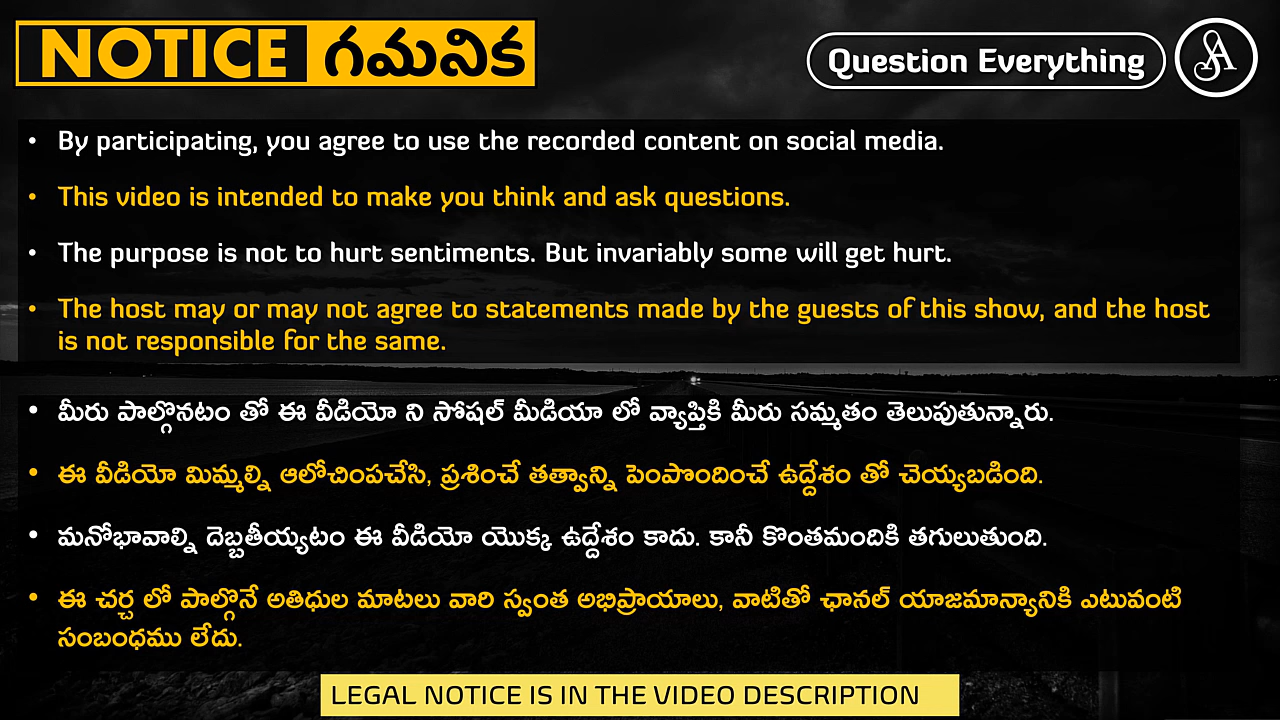 NOTICE గమనిక
Question Everything
• By participating, you agree to use the recorded content on social media.
• This video is intended to make you think and ask questions.
• The purpose is not to hurt sentiments. But invariably some will get hurt.
• The host may or may not agree to statements made by the guests of this show, and the host
is not responsible for the same.
• మీరు పాల్గొనటం తో ఈ వీడియో ని సోషల్ మీడియా లో వ్యాప్తికి మీరు సమ్మతం తెలుపుతున్నారు.
• ఈ వీడియో మిమ్మల్ని ఆలోచింపచేసి, ప్రశించే తత్వాన్ని పెంపొందించే ఉద్దేశం తో చెయ్యబడింది.
• మనోభావాల్ని దెబ్బతీయ్యటం ఈ వీడియో యొక్క ఉద్దేశం కాదు. కానీ కొంతమందికి తగులుతుంది.
• ఈ చర్చ లో పాల్గొనే అతిధుల మాటలు వారి స్వంత అభిప్రాయాలు, వాటితో ఛానల్ యాజమాన్యానికి ఎటువంటి
సంబంధము లేదు.
LEGAL NOTICE IS IN THE VIDEO DESCRIPTION